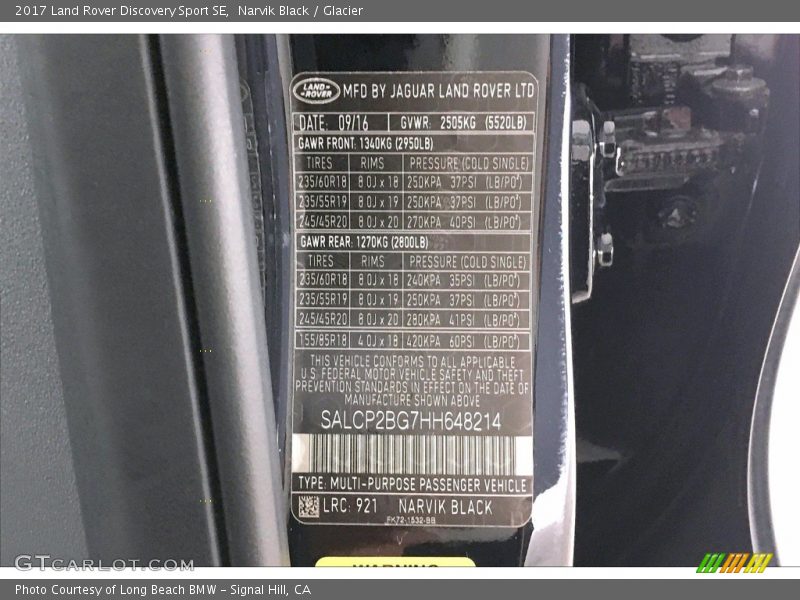 2017 Land Rover Discovery Sport SE, Narvik Black / Glacier
LAND-ROVER MFD BY JAGUAR LAND ROVER LTD
DATE: 09/16 GVWR: 2505KG (5520LB)
GAWR FRONT: 1340KG (2950LB)
TIRES RIMS PRESSURE (COLD SINGLE)
235/60R18 8.0J x 18 250KPA 37PSI (LB/PO²)
235/55R19 8.0J x 19 250KPA 37PSI (LB/PO²)
245/45R20 8.0J x 20 270KPA 40PSI (LB/PO²)
GAWR REAR: 1270KG (2800LB)
TIRES RIMS PRESSURE (COLD SINGLE)
235/60R18 8.0J x 18 240KPA 35PSI (LB/PO²)
235/55R19 8.0J x 19 250KPA 37PSI (LB/PO²)
245/45R20 8.0J x 20 280KPA 41PSI (LB/PO²)
155/85R18 4.0J x 18 420KPA 60PSI (LB/PO²)
THIS VEHICLE CONFORMS TO ALL APPLICABLE
U.S. FEDERAL MOTOR VEHICLE SAFETY AND THEFT
PREVENTION STANDARDS IN EFFECT ON THE DATE OF
MANUFACTURE SHOWN ABOVE
SALCP2BG7HH648214
TYPE: MULTI-PURPOSE PASSENGER VEHICLE
LRC: 921 NARVIK BLACK
FK72-1532-BB
WARNING
GTCARLOT.COM
Photo Courtesy of Long Beach BMW - Signal Hill, CA